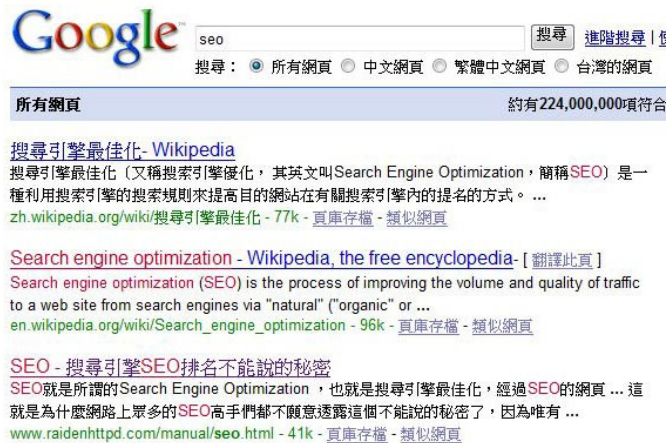 Google seo 搜尋 進階搜尋 |
搜尋： 所有網頁 中文網頁 繁體中文網頁 台灣的網頁
所有網頁 約有224,000,000項符合
搜尋引擎最佳化- Wikipedia
搜尋引擎最佳化〔又稱搜索引擎優化， 其英文叫Search Engine Optimization，簡稱SEO〕是一
種利用搜索引擎的搜索規則來提高目的網站在有關搜索引擎內的提名的方式。 ...
zh.wikipedia.org/wiki/搜尋引擎最佳化 - 77k - 頁庫存檔 - 類似網頁
Search engine optimization - Wikipedia, the free encyclopedia- [ 翻譯此頁 ]
Search engine optimization (SEO) is the process of improving the volume and quality of traffic
to a web site from search engines via "natural" ("organic" or ...
en.wikipedia.org/wiki/Search_engine_optimization - 96k - 頁庫存檔 - 類似網頁
SEO - 搜尋引擎SEO排名不能說的秘密
SEO就是所謂的Search Engine Optimization ，也就是搜尋引擎最佳化，經過SEO的網頁 ... 這
就是為什麼網路上眾多的SEO高手們都不願意透露這個不能說的秘密了，因為唯有 ...
www.raidenhttpd.com/manual/seo.html - 41k - 頁庫存檔 - 類似網頁